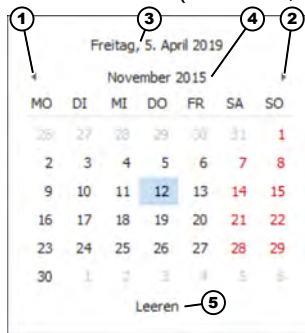 1 3 4 2
Freitag, 5. April 2019
November 2015
MO DI MI DO FR SA SO
26 27 28 29 30 31 1
2 3 4 5 6 7 8
9 10 11 12 13 14 15
16 17 18 19 20 21 22
23 24 25 26 27 28 29
30 1 2 3 4 5 6
Leeren 5